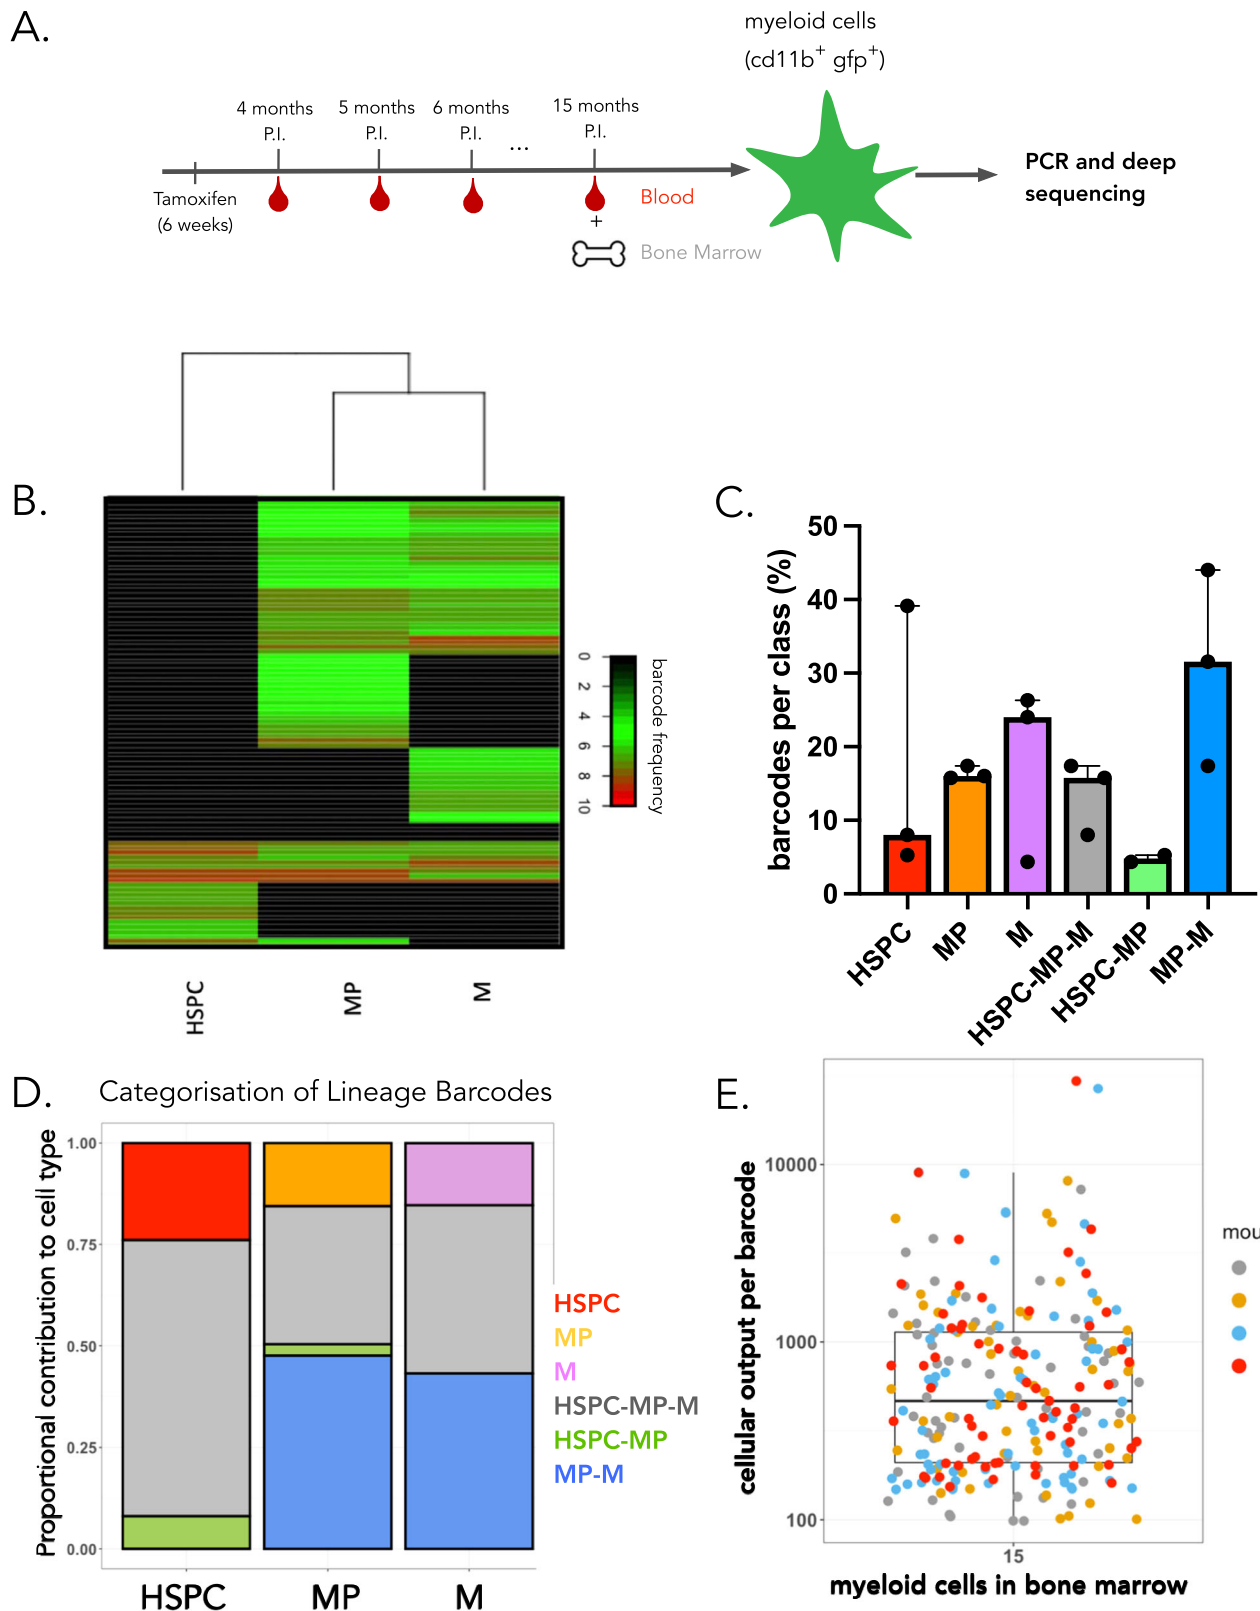 A.
myeloid cells
(cd11b+ gfp+)
4 months
P.I.
5 months
P.I.
6 months
P.I.
...
15 months
P.I.
Tamoxifen
(6 weeks)
Blood
+
Bone Marrow
PCR and deep
sequencing
B.
0
2
4
6
8
10
barcode frequency
HSPC
MP
M
C.
barcodes per class (%)
50
40
30
20
10
0
HSPC
MP
M
HSPC-MP-M
HSPC-MP
MP-M
D.
Categorisation of Lineage Barcodes
Proportional contribution to cell type
1.00
0.75
0.50
0.25
0.00
HSPC
MP
M
HSPC
MP
M
HSPC-MP-M
HSPC-MP
MP-M
E.
cellular output per barcode
10000
1000
100
15
myeloid cells in bone marrow
mou